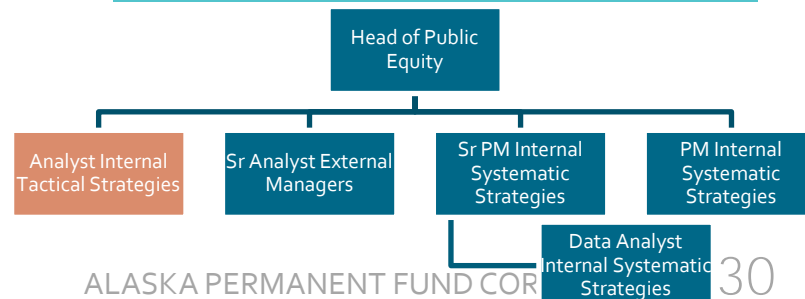 Head of Public
Equity
Analyst Internal
Tactical Strategies
Sr Analyst External
Managers
Sr PM Internal
Systematic
Strategies
PM Internal
Systematic
Strategies
Data Analyst
Internal Systematic
Strategies
ALASKA PERMANENT FUND COR
30